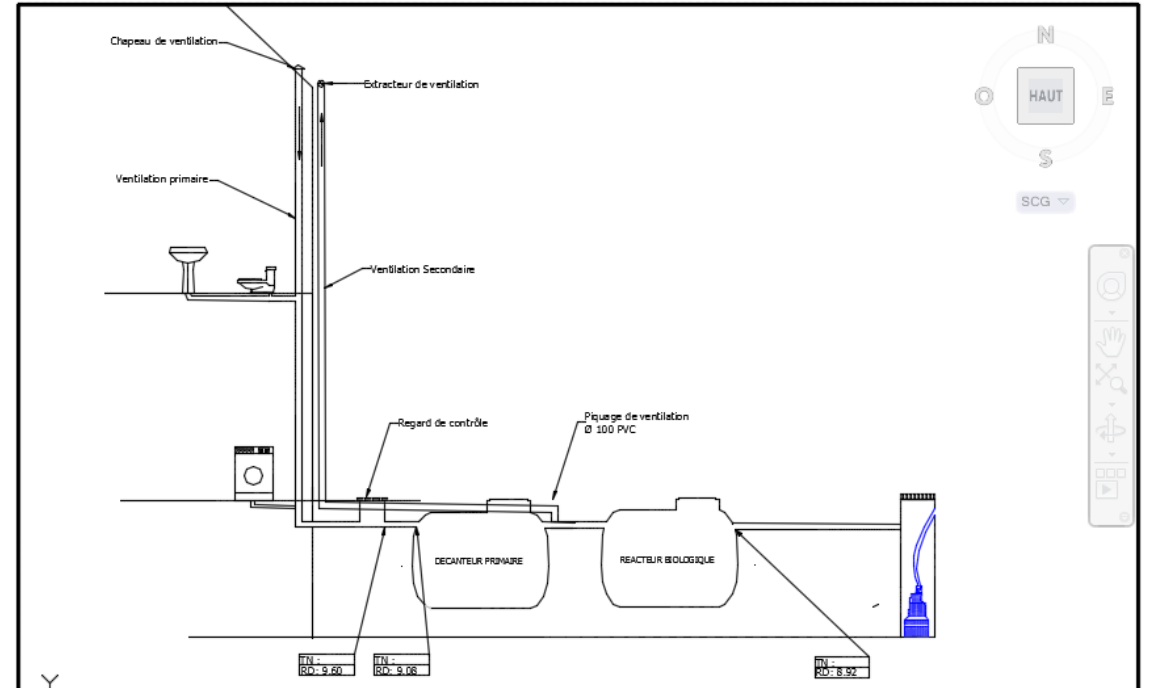 Chapeau de ventilation
Extracteur de ventilation
N
O
HAUT
E
S
SCG
Ventilation primaire
Ventilation Secondaire
Regard de contrôle
Piquage de ventilation
Ø 100 PVC
DECANTEUR PRIMAIRE
REACTEUR BIOLOGIQUE
TN :
RD: 9.60
TN :
RD: 9.08
TN :
RD: 8.92
Y